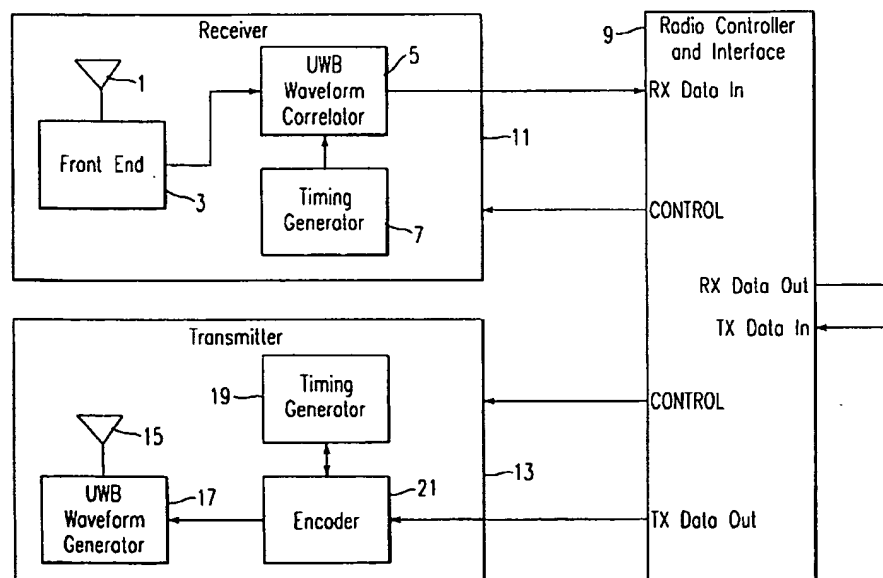 Receiver
1
Front End
3
UWB
Waveform
Correlator
5
Timing
Generator
7
11
9
Radio Controller
and Interface
RX Data In
CONTROL
RX Data Out
TX Data In
CONTROL
TX Data Out
Transmitter
15
UWB
Waveform
Generator
17
19
Timing
Generator
Encoder
21
13